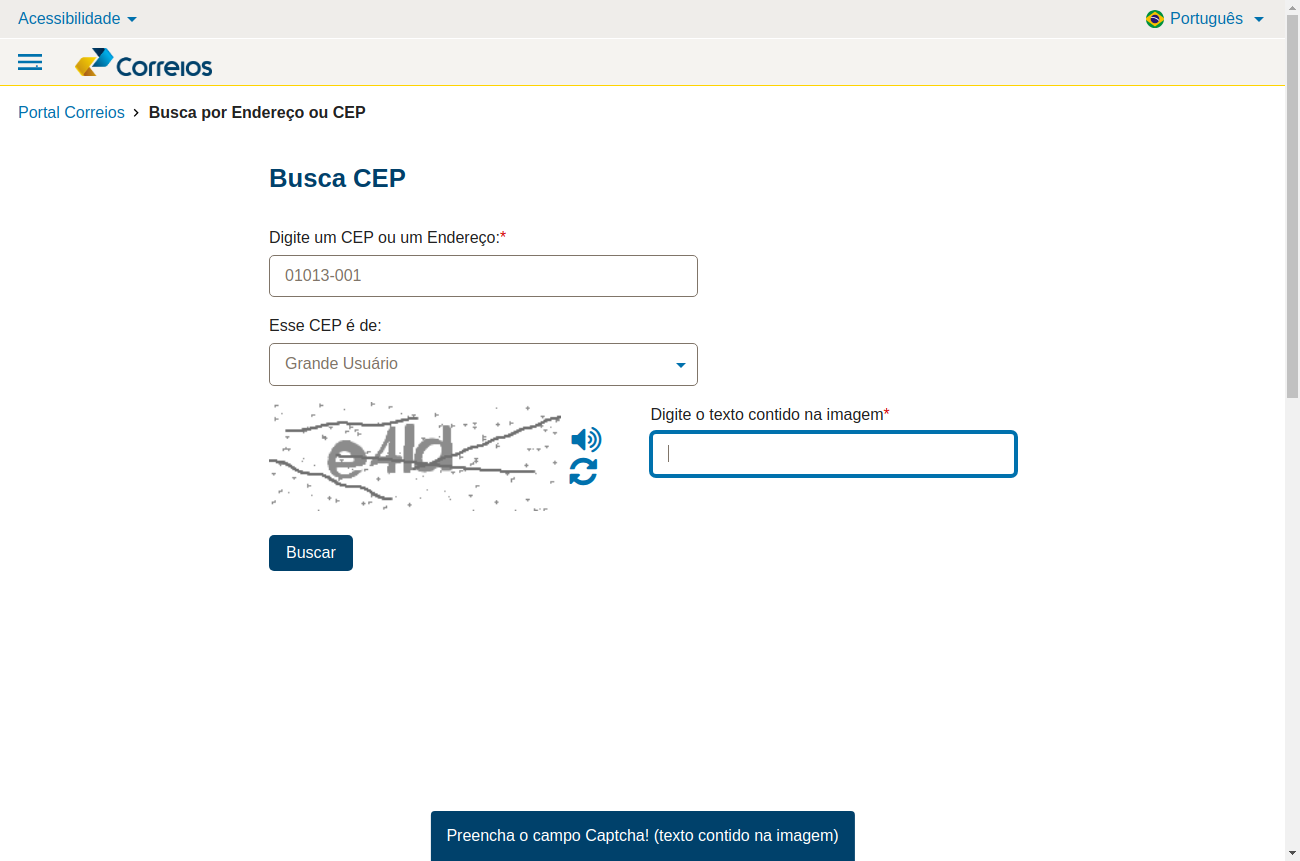 Acessibilidade
Português
Correios
Portal Correios › Busca por Endereço ou CEP
Busca CEP
Digite um CEP ou um Endereço:*
01013-001
Esse CEP é de:
Grande Usuário
Digite o texto contido na imagem*
Buscar
Preencha o campo Captcha! (texto contido na imagem)